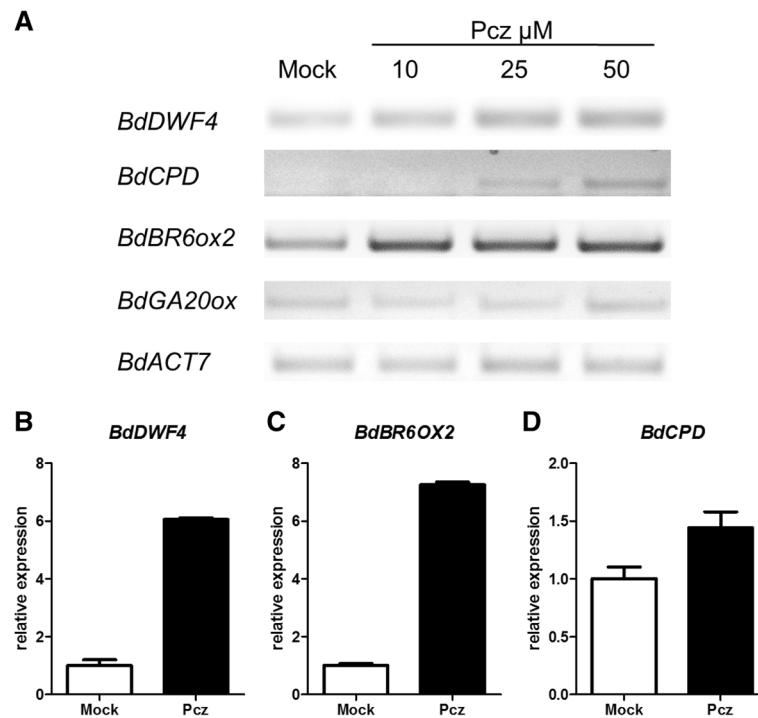 A
Pcz µM
Mock 10 25 50
BdDWF4
BdCPD
BdBR6ox2
BdGA20ox
BdACT7
B BdDWF4
8
6
4
2
0
relative expression
Mock Pcz
C BdBR6OX2
8
6
4
2
0
relative expression
Mock Pcz
D BdCPD
2.0
1.5
1.0
0.5
0.0
relative expression
Mock Pcz